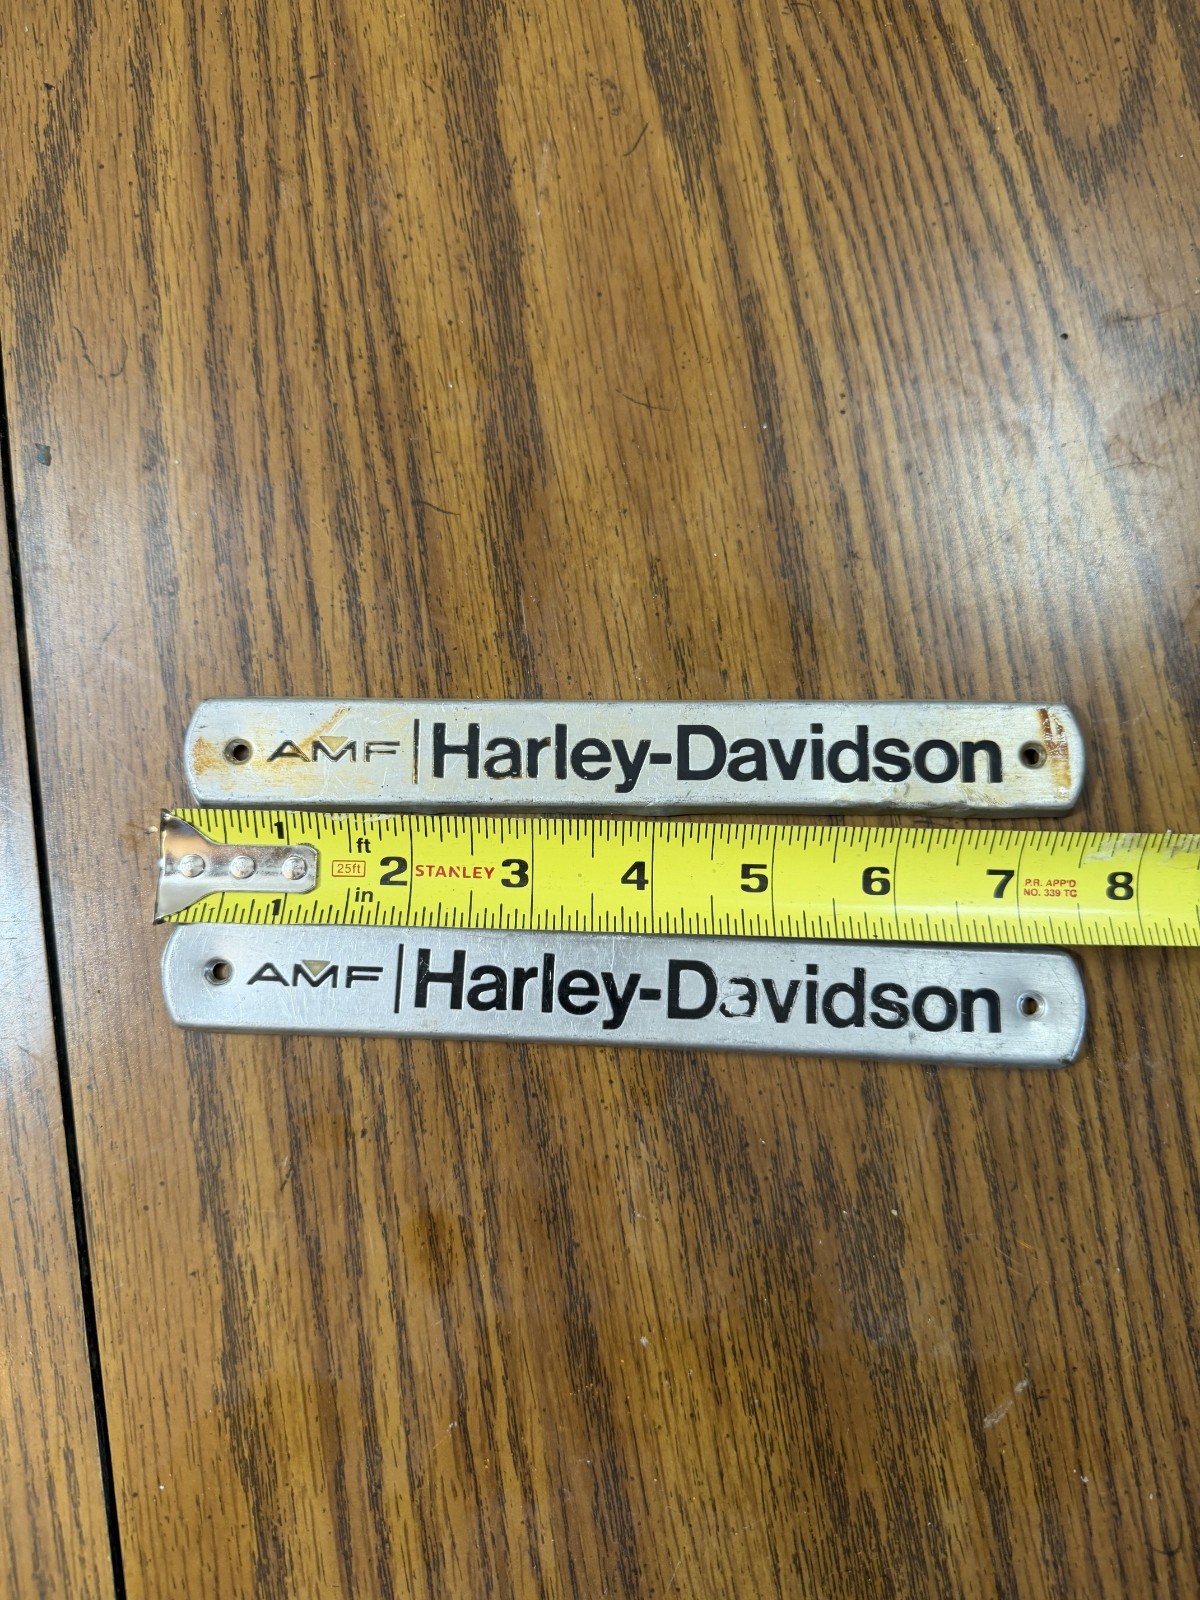 AMF | Harley-Davidson
1 ft
25ft 2 STANLEY 3 4 5 6 7 P.R. APP'D 8
NO. 339 TC
1 in
AMF | Harley-Davidson